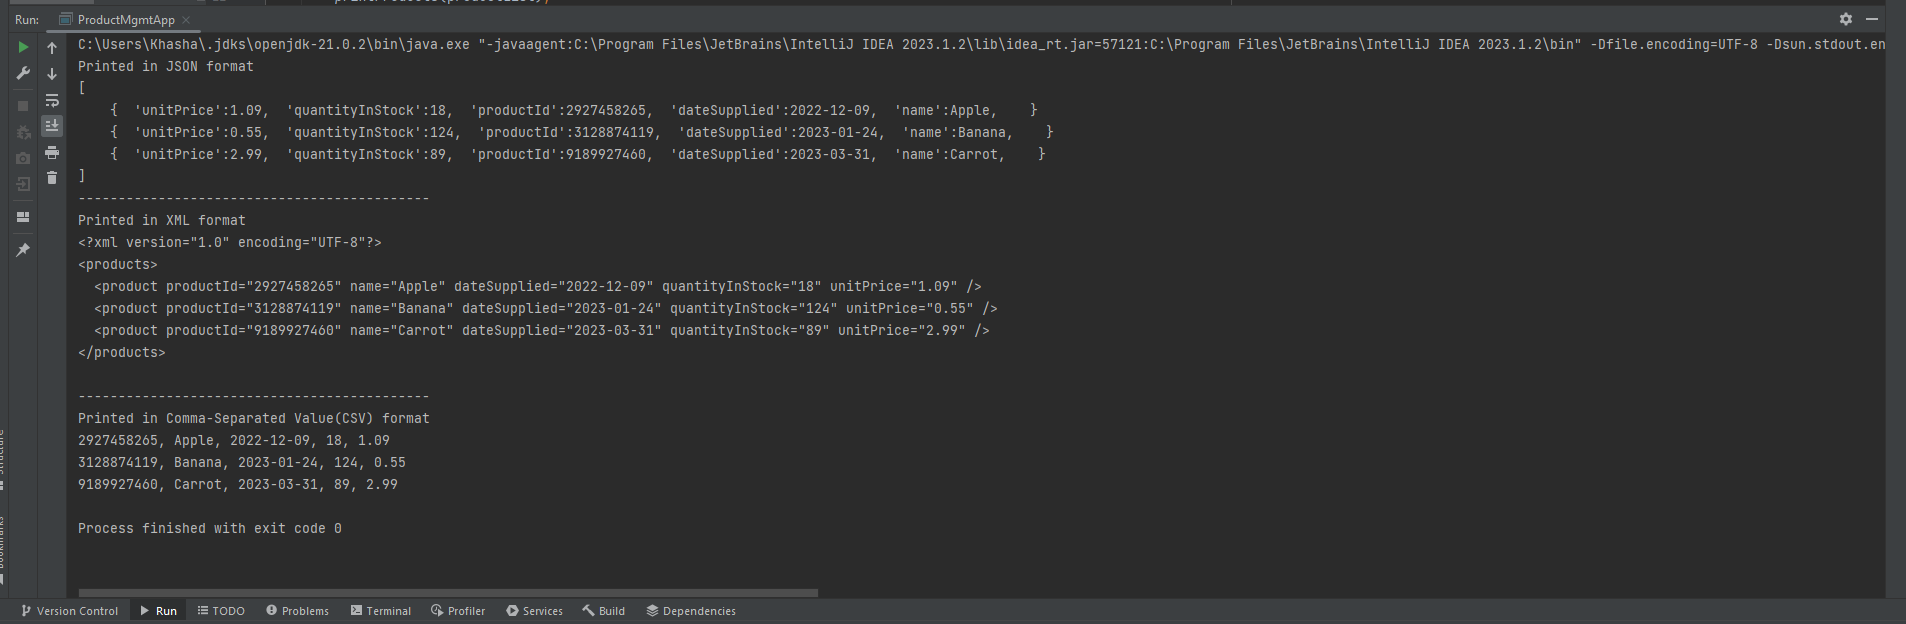 printProducts(productList);
Run: ProductMgmtApp
C:\Users\Khasha\.jdks\openjdk-21.0.2\bin\java.exe "-javaagent:C:\Program Files\JetBrains\IntelliJ IDEA 2023.1.2\lib\idea_rt.jar=57121:C:\Program Files\JetBrains\IntelliJ IDEA 2023.1.2\bin" -Dfile.encoding=UTF-8 -Dsun.stdout.en
Printed in JSON format
[
    {  'unitPrice':1.09,  'quantityInStock':18,  'productId':2927458265,  'dateSupplied':2022-12-09,  'name':Apple,    }
    {  'unitPrice':0.55,  'quantityInStock':124,  'productId':3128874119,  'dateSupplied':2023-01-24,  'name':Banana,    }
    {  'unitPrice':2.99,  'quantityInStock':89,  'productId':9189927460,  'dateSupplied':2023-03-31,  'name':Carrot,    }
]
--------------------------------------------
Printed in XML format
<?xml version="1.0" encoding="UTF-8"?>
<products>
  <product productId="2927458265" name="Apple" dateSupplied="2022-12-09" quantityInStock="18" unitPrice="1.09" />
  <product productId="3128874119" name="Banana" dateSupplied="2023-01-24" quantityInStock="124" unitPrice="0.55" />
  <product productId="9189927460" name="Carrot" dateSupplied="2023-03-31" quantityInStock="89" unitPrice="2.99" />
</products>
--------------------------------------------
Printed in Comma-Separated Value(CSV) format
2927458265, Apple, 2022-12-09, 18, 1.09
3128874119, Banana, 2023-01-24, 124, 0.55
9189927460, Carrot, 2023-03-31, 89, 2.99
Process finished with exit code 0
Structure
Bookmarks
Version Control Run TODO Problems Terminal Profiler Services Build Dependencies